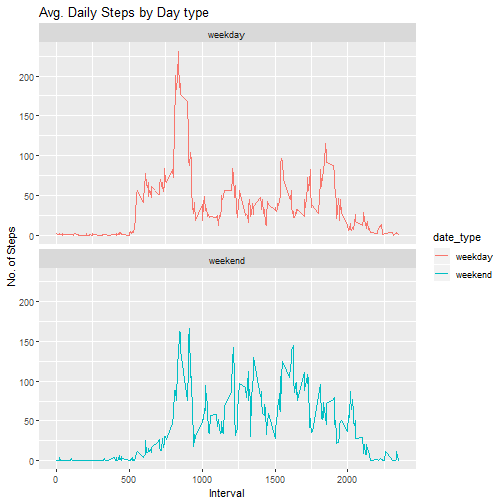 Avg. Daily Steps by Day type
weekday
200
150
100
50
0
weekend
200
150
100
50
0
0 500 1000 1500 2000
Interval
No. of Steps
date_type
weekday
weekend